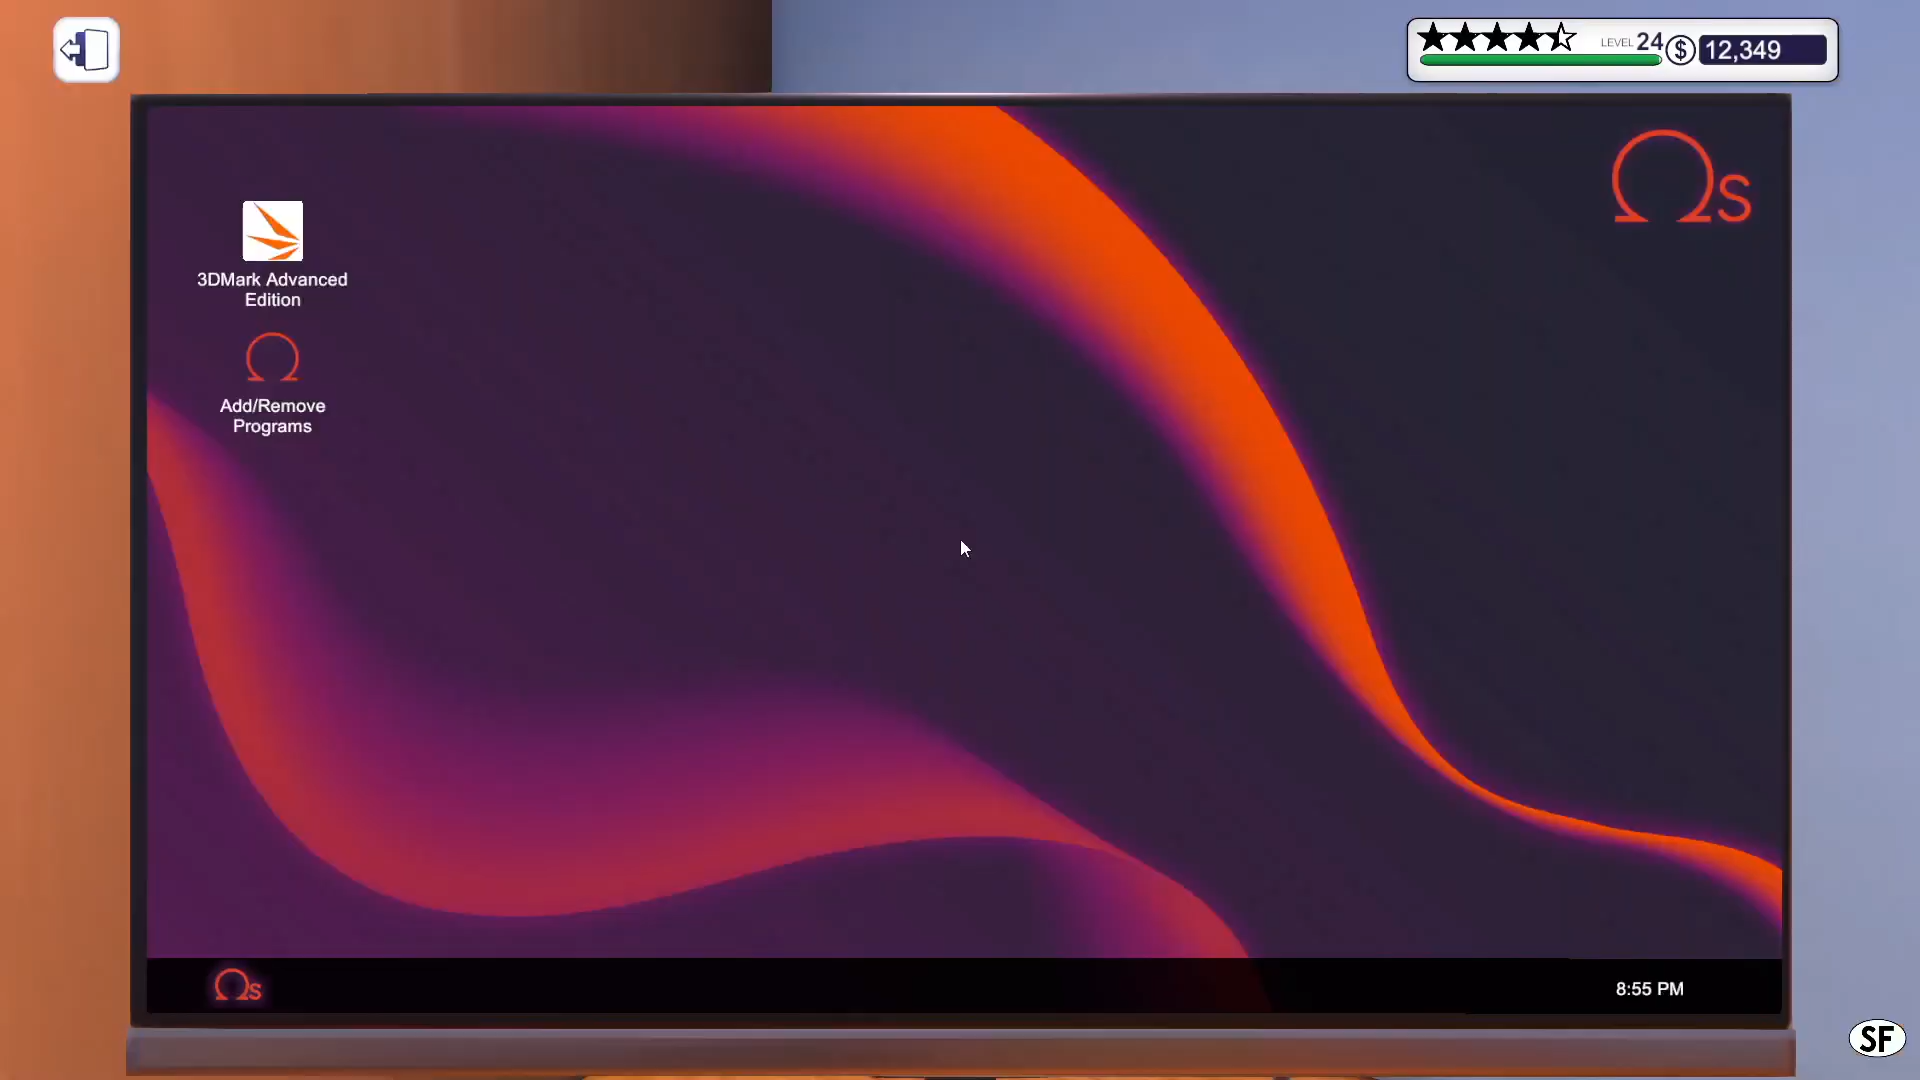 LEVEL 24 $ 12,349
Ωs
3DMark Advanced
Edition
Add/Remove
Programs
Ωs
8:55 PM
SF